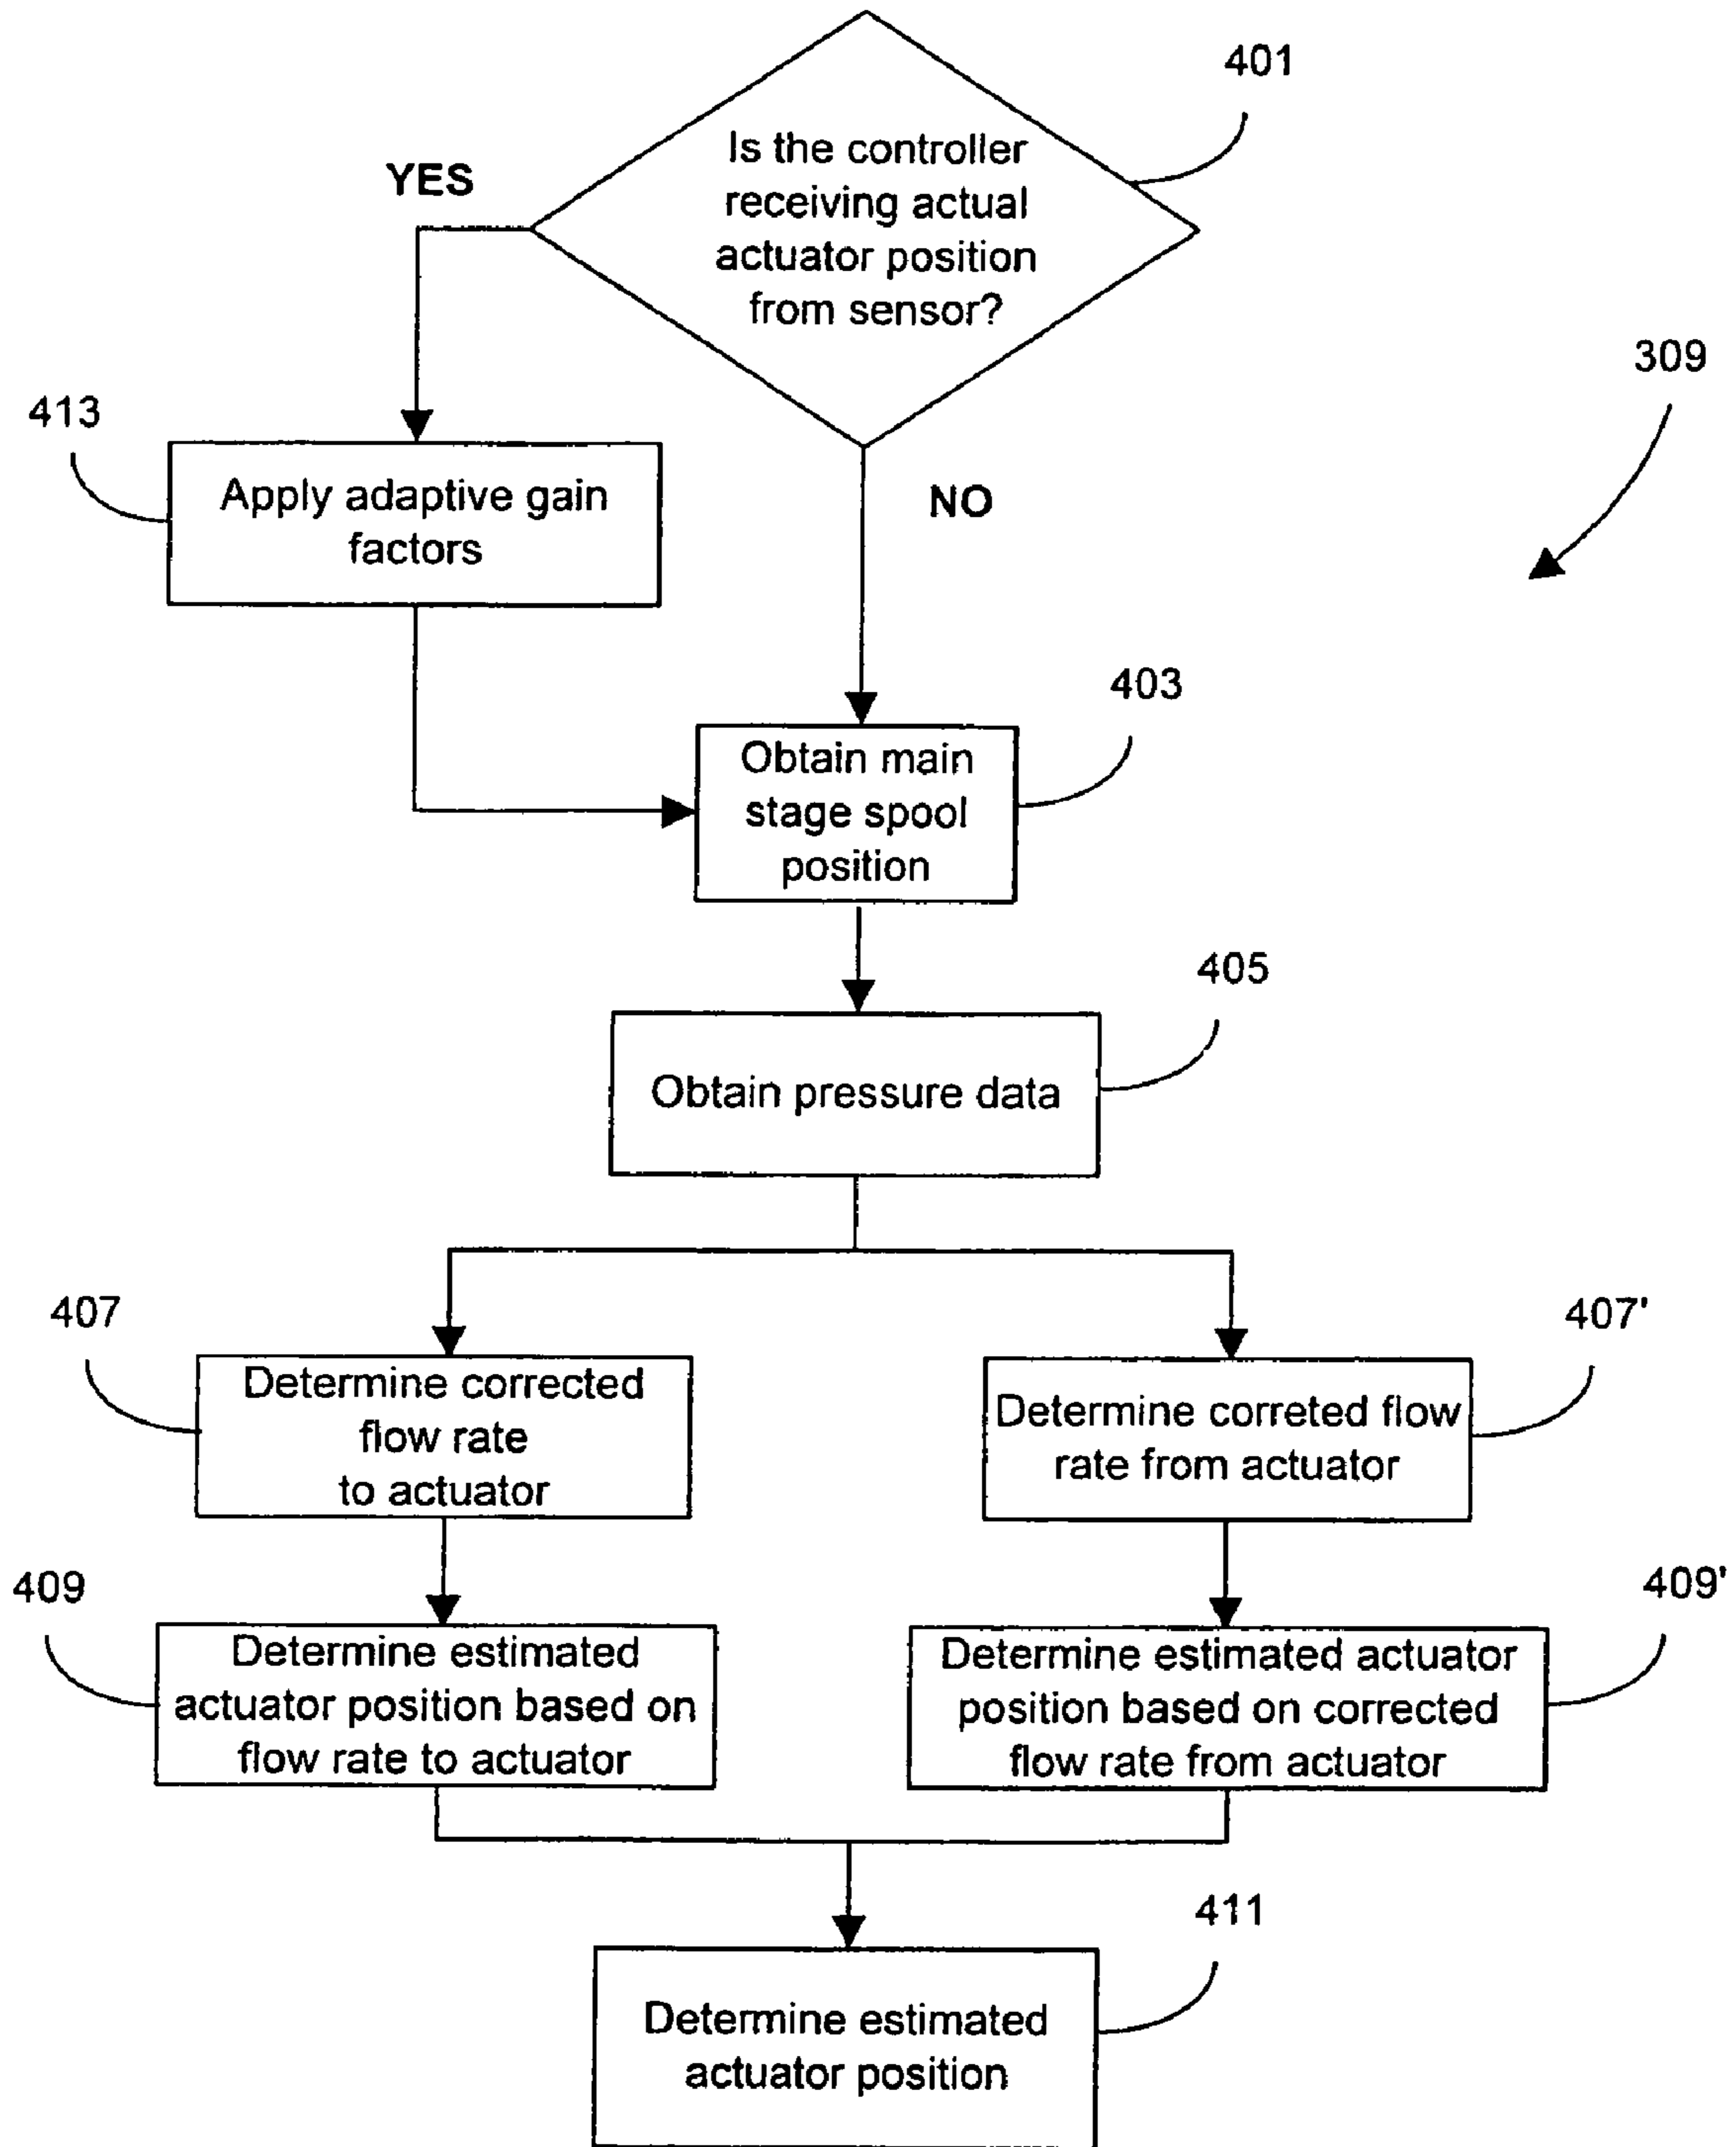 401
Is the controller
receiving actual
actuator position
from sensor?
YES
309
413
Apply adaptive gain
factors
NO
403
Obtain main
stage spool
position
405
Obtain pressure data
407
Determine corrected
flow rate
to actuator
407'
Determine correted flow
rate from actuator
409
Determine estimated
actuator position based on
flow rate to actuator
409'
Determine estimated actuator
position based on corrected
flow rate from actuator
411
Determine estimated
actuator position